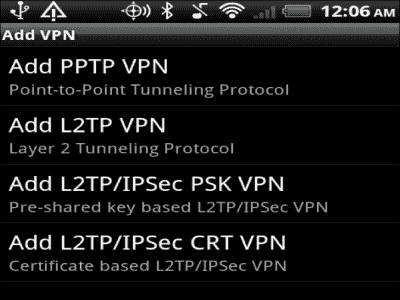 12:06 AM
Add VPN
Add PPTP VPN
Point-to-Point Tunneling Protocol
Add L2TP VPN
Layer 2 Tunneling Protocol
Add L2TP/IPSec PSK VPN
Pre-shared key based L2TP/IPSec VPN
Add L2TP/IPSec CRT VPN
Certificate based L2TP/IPSec VPN